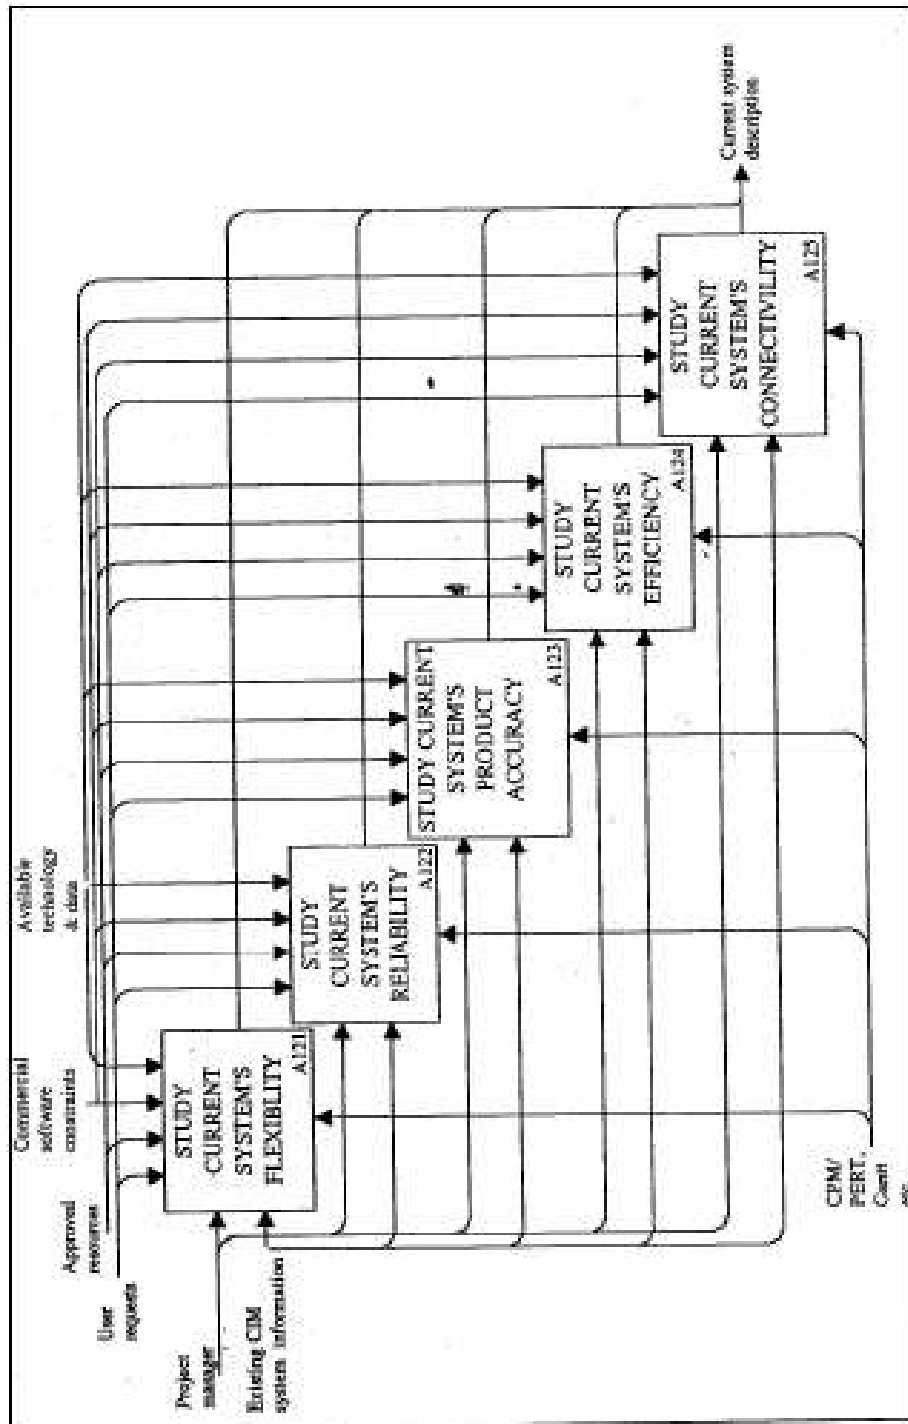 User
requests
Approved
resources
Commercial
software
constraints
Available
technology
& data
Project
manager
Existing CIM
system information
STUDY
CURRENT
SYSTEM'S
FLEXIBLITY
A121
STUDY
CURRENT
SYSTEM'S
RELIABILITY
A122
STUDY CURRENT
SYSTEM'S
PRODUCT
ACCURACY
A123
STUDY
CURRENT
SYSTEM'S
EFFICIENCY
A124
STUDY
CURRENT
SYSTEM'S
CONNECTIVILITY
A125
Current system
description
CPM/
PERT,
Gantt